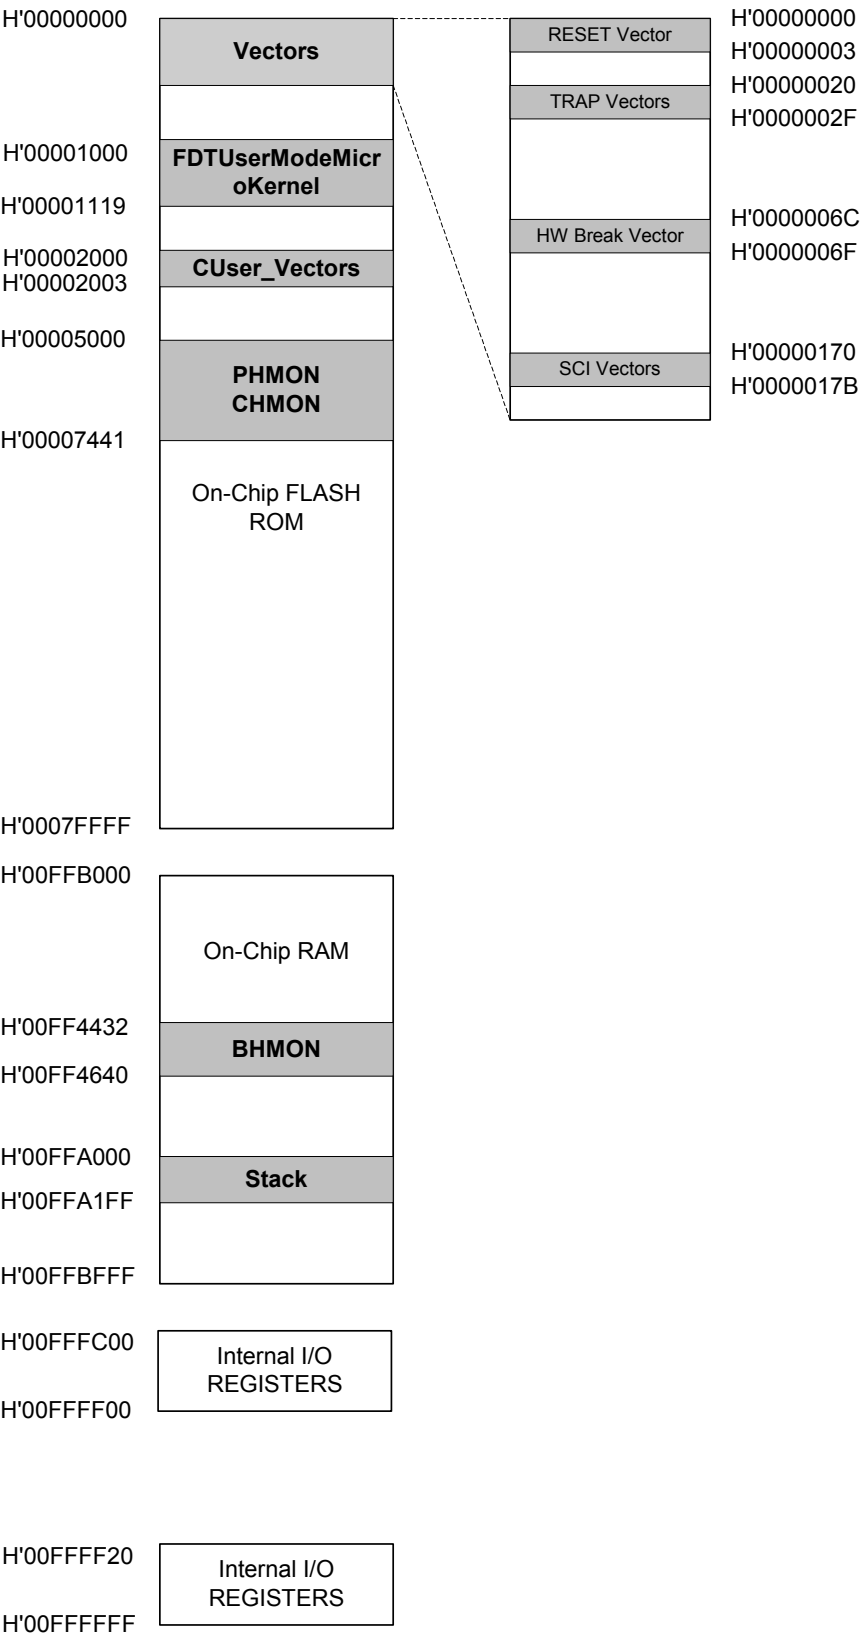 H'00000000
Vectors
H'00001000
FDTUserModeMicr
oKernel
H'00001119
H'00002000
CUser_Vectors
H'00002003
H'00005000
PHMON
CHMON
H'00007441
On-Chip FLASH
ROM
H'0007FFFF
H'00FFB000
On-Chip RAM
H'00FF4432
BHMON
H'00FF4640
H'00FFA000
Stack
H'00FFA1FF
H'00FFBFFF
H'00FFFC00
Internal I/O
REGISTERS
H'00FFFF00
H'00FFFF20
Internal I/O
REGISTERS
H'00FFFFFF
H'00000000
RESET Vector
H'00000003
H'00000020
TRAP Vectors
H'0000002F
H'0000006C
HW Break Vector
H'0000006F
H'00000170
SCI Vectors
H'0000017B